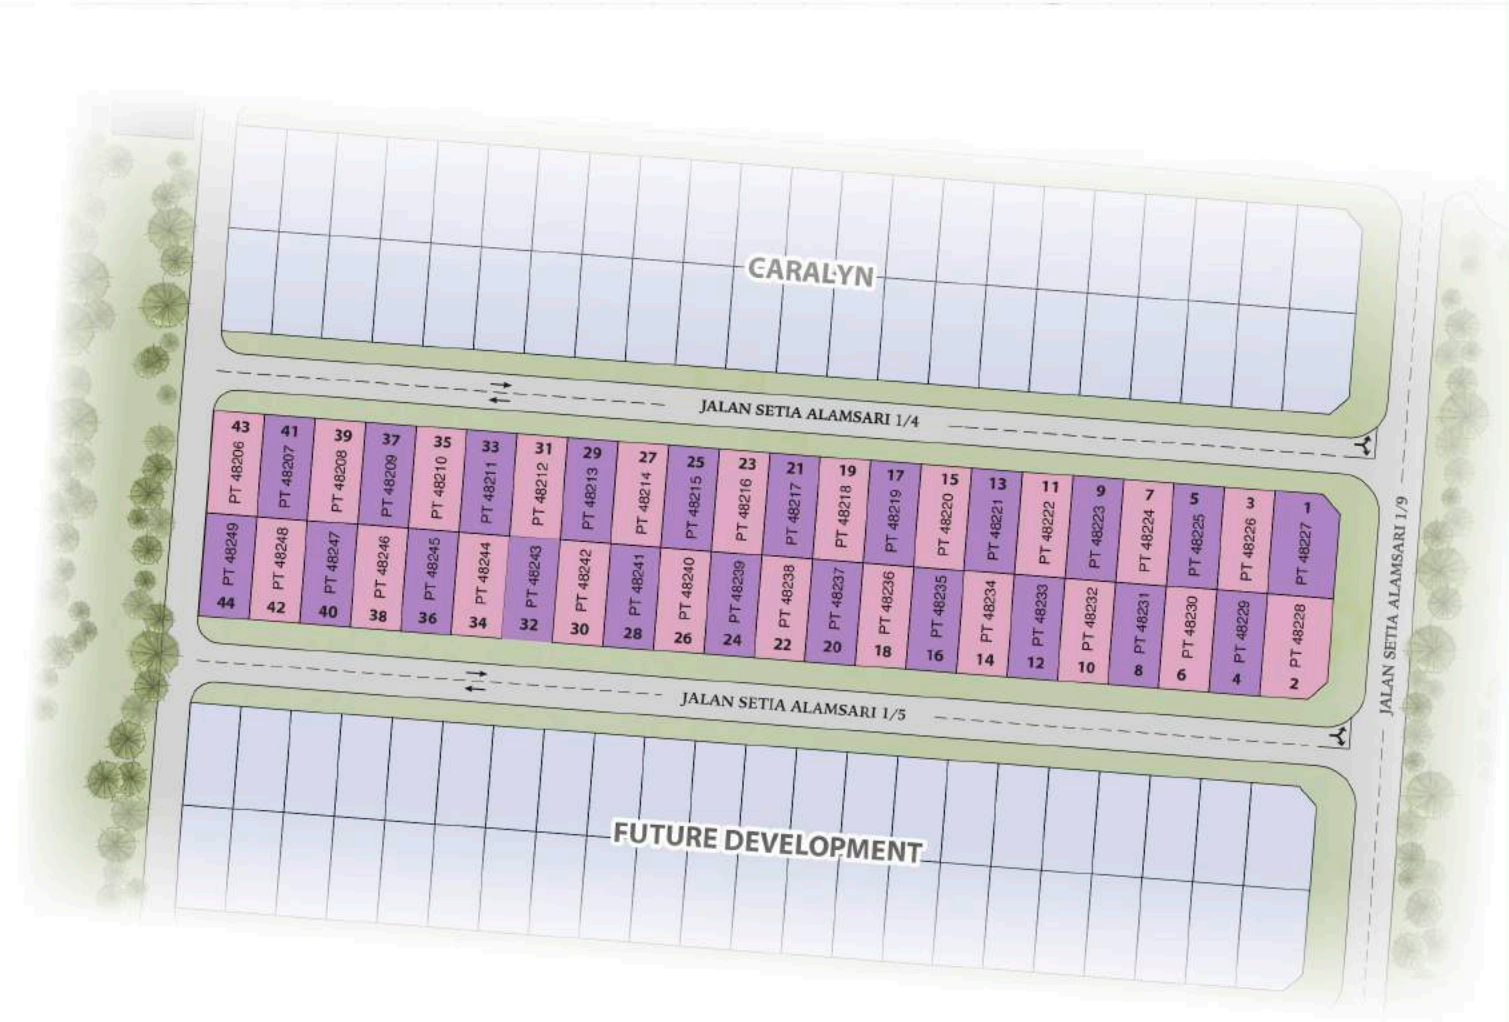 CARALYN
JALAN SETIA ALAMSARI 1/4
43
PT 48206
41
PT 48207
39
PT 48208
37
PT 48209
35
PT 48210
33
PT 48211
31
PT 48212
29
PT 48213
27
PT 48214
25
PT 48215
23
PT 48216
21
PT 48217
19
PT 48218
17
PT 48219
15
PT 48220
13
PT 48221
11
PT 48222
9
PT 48223
7
PT 48224
5
PT 48225
3
PT 48226
1
PT 48227
PT 48249
44
PT 48248
42
PT 48247
40
PT 48246
38
PT 48245
36
PT 48244
34
PT 48243
32
PT 48242
30
PT 48241
28
PT 48240
26
PT 48239
24
PT 48238
22
PT 48237
20
PT 48236
18
PT 48235
16
PT 48234
14
PT 48233
12
PT 48232
10
PT 48231
8
PT 48230
6
PT 48229
4
PT 48228
2
JALAN SETIA ALAMSARI 1/9
JALAN SETIA ALAMSARI 1/5
FUTURE DEVELOPMENT